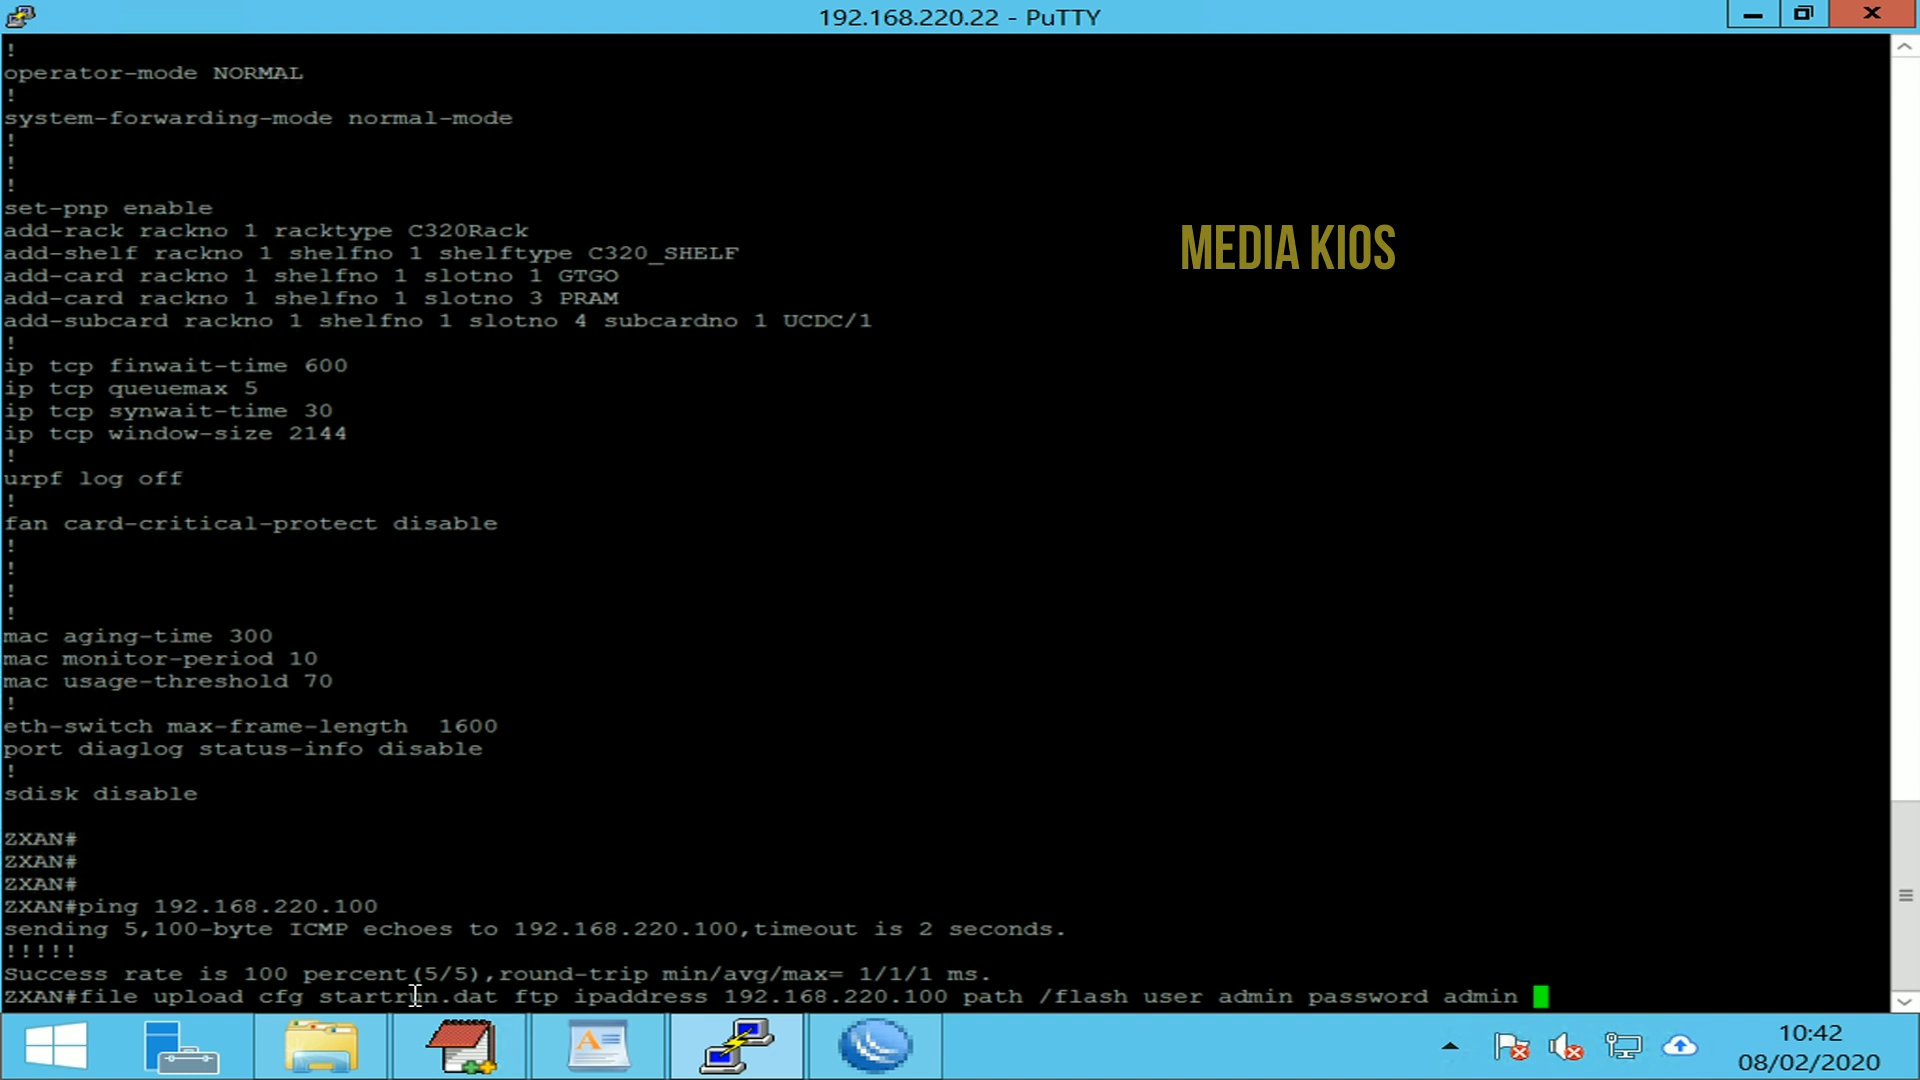 192.168.220.22 - PuTTY
!
operator-mode NORMAL
!
system-forwarding-mode normal-mode
!
!
!
set-pnp enable
add-rack rackno 1 racktype C320Rack
add-shelf rackno 1 shelfno 1 shelftype C320_SHELF
add-card rackno 1 shelfno 1 slotno 1 GTGO
add-card rackno 1 shelfno 1 slotno 3 PRAM
add-subcard rackno 1 shelfno 1 slotno 4 subcardno 1 UCDC/1
!
ip tcp finwait-time 600
ip tcp queuemax 5
ip tcp synwait-time 30
ip tcp window-size 2144
!
urpf log off
!
fan card-critical-protect disable
!
!
!
!
mac aging-time 300
mac monitor-period 10
mac usage-threshold 70
!
eth-switch max-frame-length  1600
port diaglog status-info disable
!
sdisk disable
ZXAN#
ZXAN#
ZXAN#
ZXAN#ping 192.168.220.100
sending 5,100-byte ICMP echoes to 192.168.220.100,timeout is 2 seconds.
!!!!!
Success rate is 100 percent(5/5),round-trip min/avg/max= 1/1/1 ms.
ZXAN#file upload cfg startrun.dat ftp ipaddress 192.168.220.100 path /flash user admin password admin
MEDIA KIOS
10:42
08/02/2020